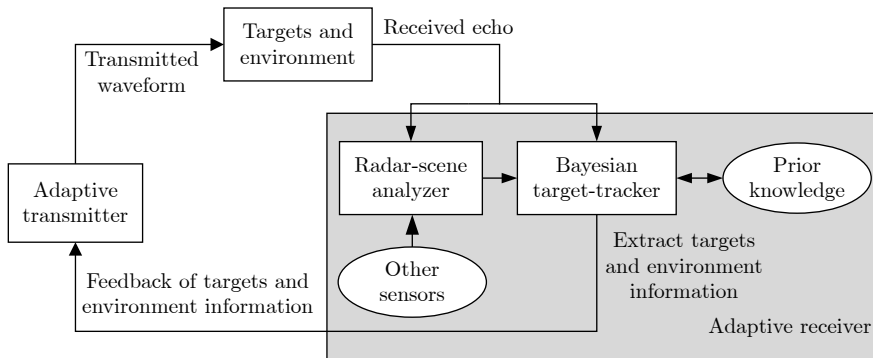 Targets and
environment
Received echo
Transmitted
waveform
Radar-scene
analyzer
Bayesian
target-tracker
Prior
knowledge
Adaptive
transmitter
Extract targets
and environment
information
Other
sensors
Feedback of targets and
environment information
Adaptive receiver